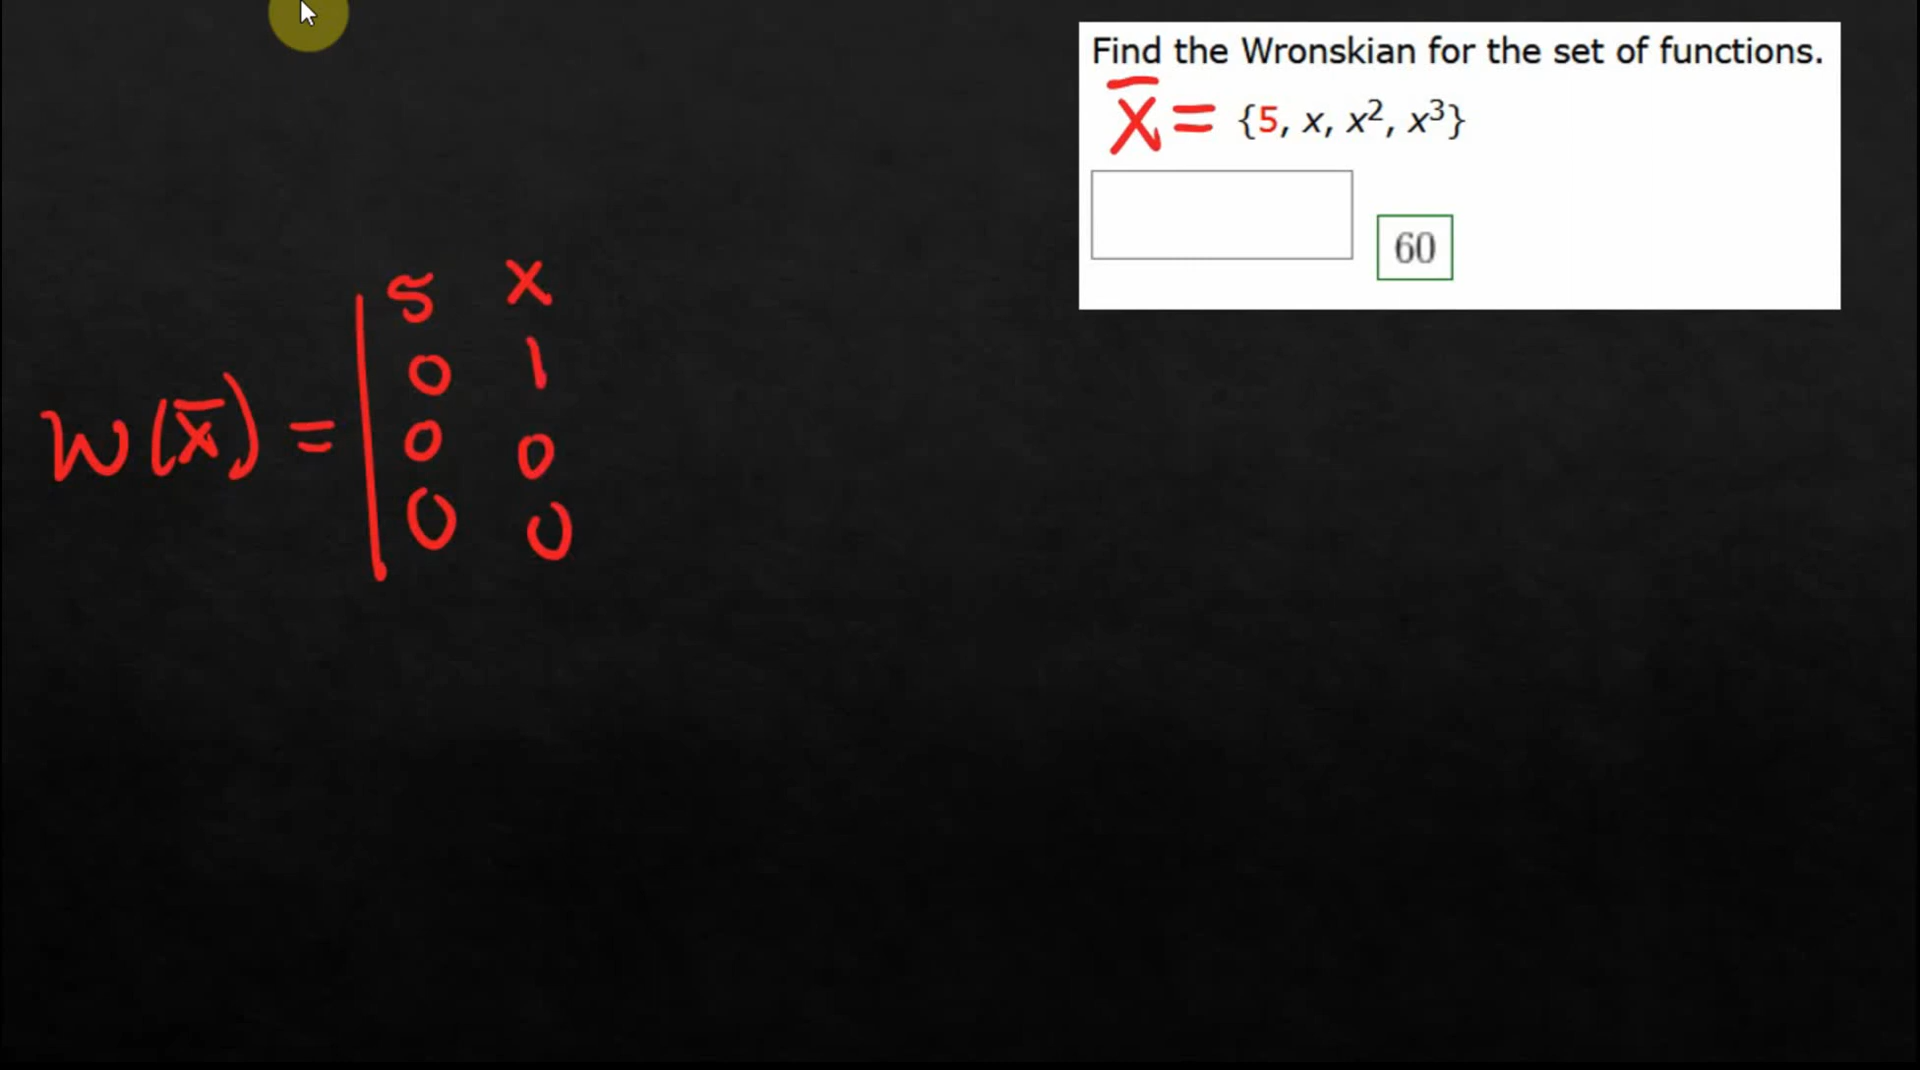 Find the Wronskian for the set of functions.
x̄ = {5, x, x², x³}
60
5 x
0 1
W(x̄) = | 0 0
0 0